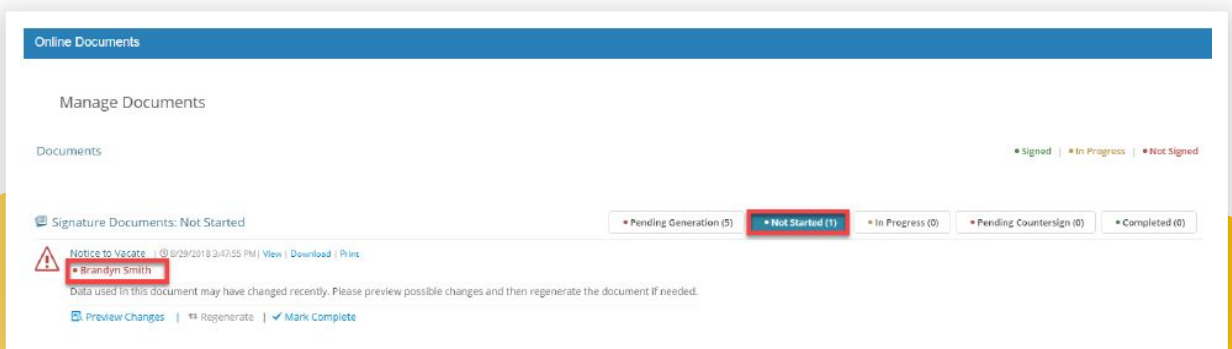 Online Documents
Manage Documents
Documents
• Signed | • In Progress | • Not Signed
Signature Documents: Not Started
• Pending Generation (5)
• Not Started (1)
• In Progress (0)
• Pending Countersign (0)
• Completed (0)
Notice to Vacate | 8/29/2018 3:47:55 PM | View | Download | Print
• Brandyn Smith
Data used in this document may have changed recently. Please preview possible changes and then regenerate the document if needed.
Preview Changes | Regenerate | Mark Complete